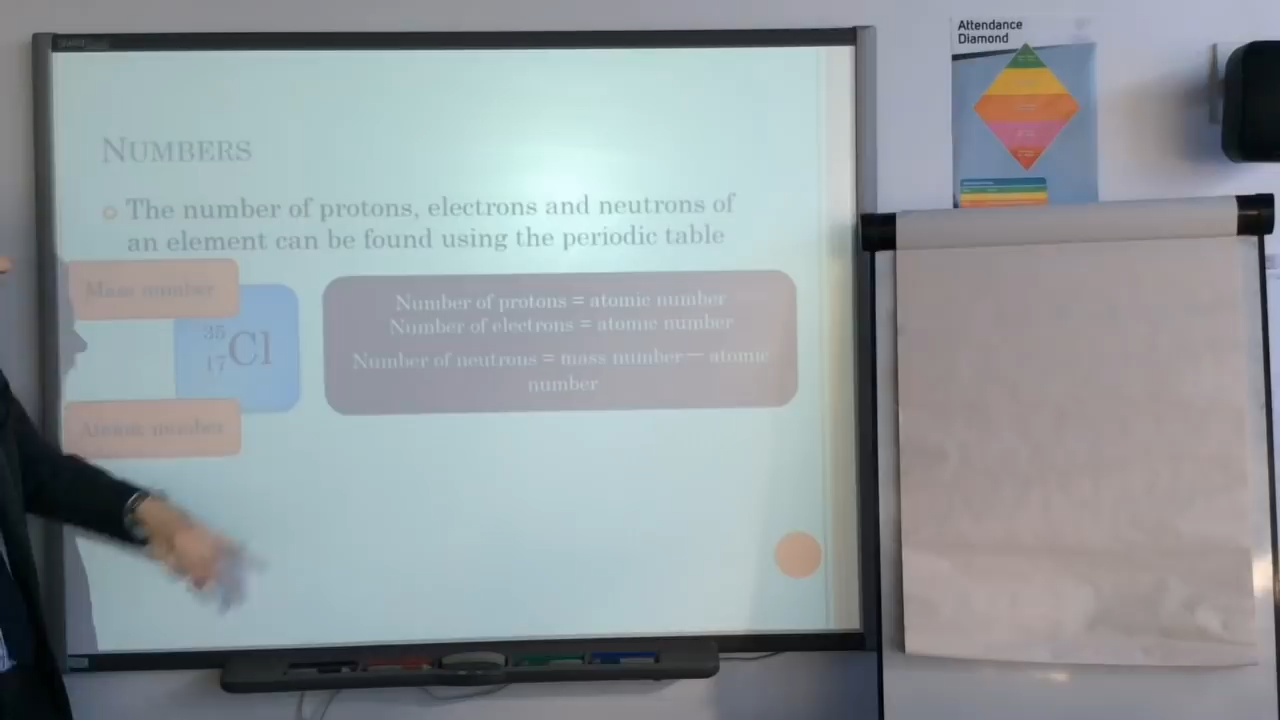 Attendance
Diamond
NUMBERS
The number of protons, electrons and neutrons of
an element can be found using the periodic table
Mass number
35
17 Cl
Atomic number
Number of protons = atomic number
Number of electrons = atomic number
Number of neutrons = mass number — atomic
number